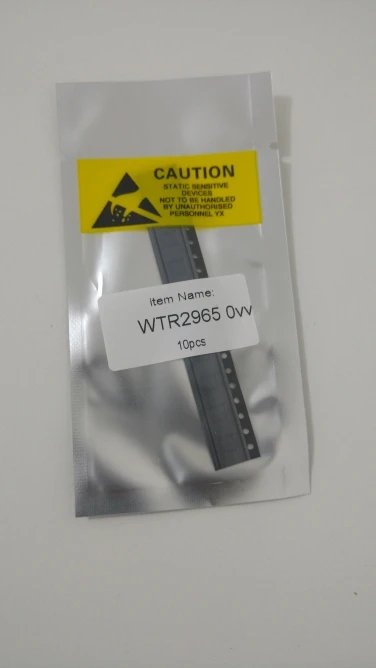 CAUTION
STATIC SENSITIVE
DEVICES
NOT TO BE HANDLED
BY UNAUTHORISED
PERSONNEL YX
Item Name:
WTR2965 0vv
10pcs